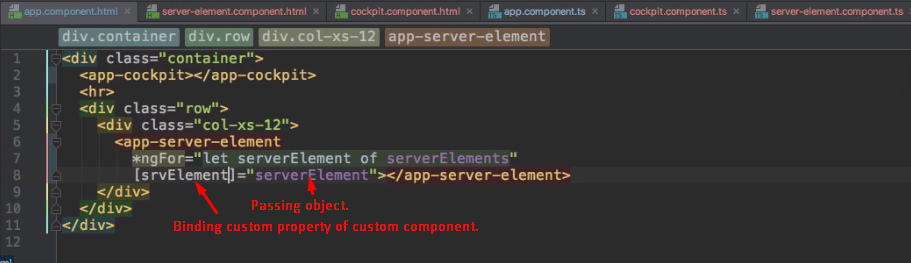 app.component.html × server-element.component.html × cockpit.component.html × app.component.ts × cockpit.component.ts × server-element.component.ts ×
div.container div.row div.col-xs-12 app-server-element
1 <div class="container">
2 <app-cockpit></app-cockpit>
3 <hr>
4 <div class="row">
5 <div class="col-xs-12">
6 <app-server-element
7 *ngFor="let serverElement of serverElements"
8 [srvElement]="serverElement"></app-server-element>
9 </div>
Passing object.
10 </div>
Binding custom property of custom component.
11 </div>
12